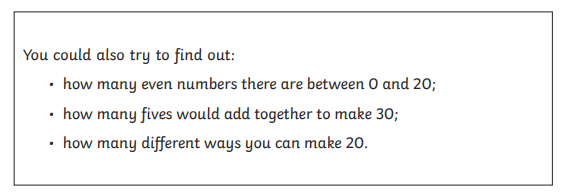 You could also try to find out:
• how many even numbers there are between 0 and 20;
• how many fives would add together to make 30;
• how many different ways you can make 20.